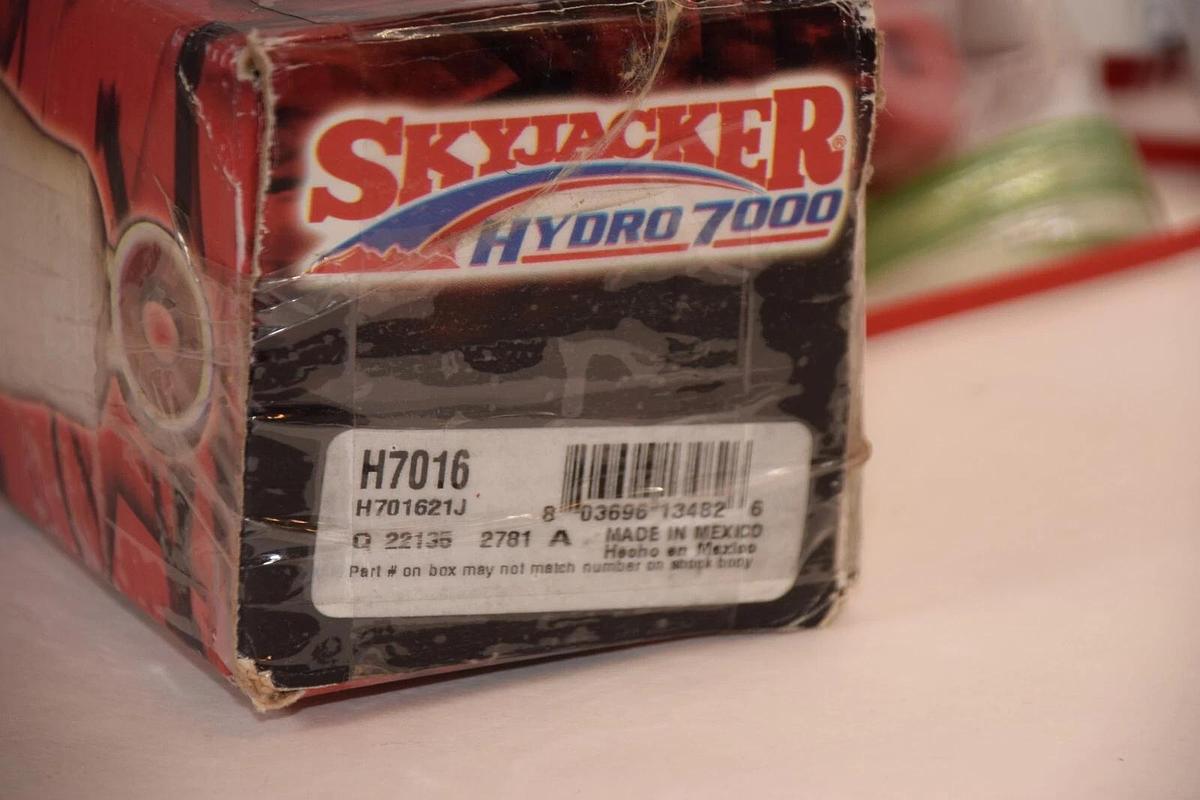 SKYJACKER®
HYDRO 7000
H7016
H701621J
8 03696 13482 6
Q 22135 2781 A
MADE IN MEXICO
Hecho en Mexico
Part # on box may not match number on shock body